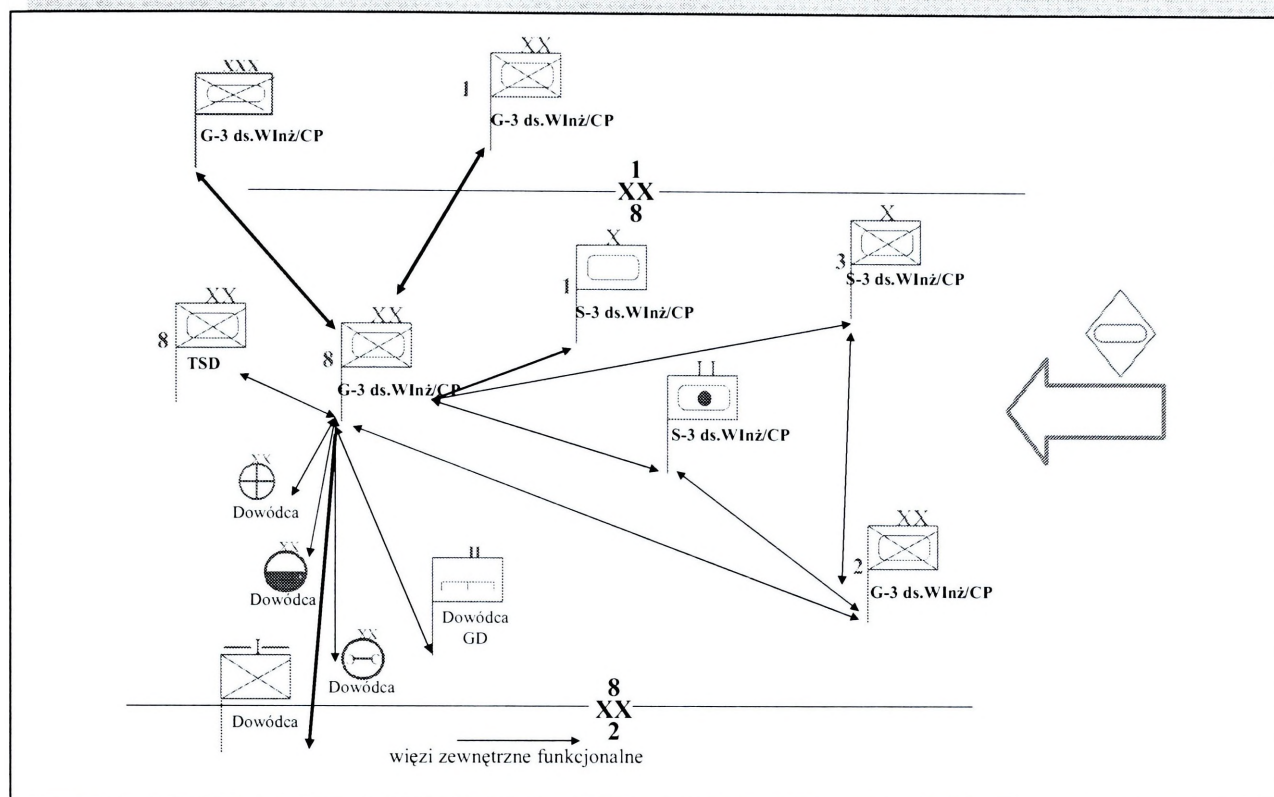 XXX
G-3 ds.WInż/CP
XX
1
G-3 ds.WInż/CP
1
XX
8
X
1
S-3 ds.WInż/CP
X
3
S-3 ds.WInż/CP
XX
8
TSD
XX
8
G-3 ds.WInż/CP
I I
S-3 ds.WInż/CP
XX
Dowódca
XX
Dowódca
II
Dowódca
GD
XX
2
G-3 ds.WInż/CP
I
Dowódca
XX
Dowódca
8
XX
2
więzi zewnętrzne funkcjonalne